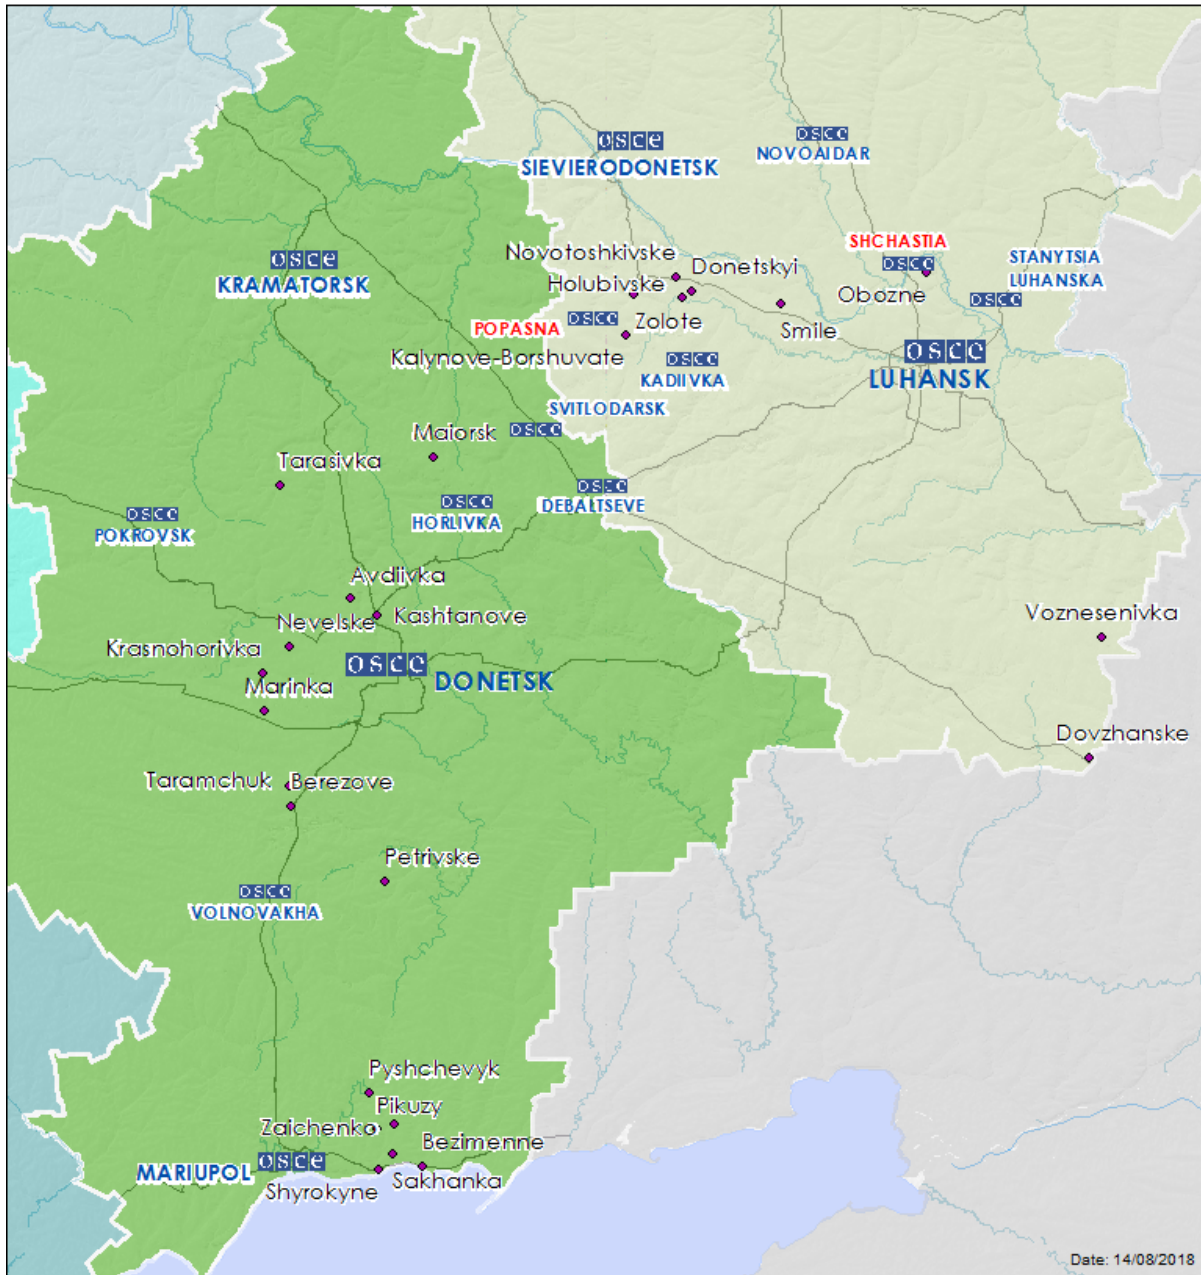 OSCE
SIEVIERODONETSK
OSCE
NOVOAIDAR
OSCE
KRAMATORSK
SHCHASTIA
OSCE
Obozne
STANYTSIA
LUHANSKA
OSCE
Novotoshkivske
Donetskyi
Holubivske
Zolote
Smile
POPASNA
OSCE
Kalynove-Borshuvate
OSCE
KADIIVKA
OSCE
LUHANSK
SVITLODARSK
OSCE
Maiorsk
Tarasivka
OSCE
HORLIVKA
OSCE
DEBALTSEVE
OSCE
POKROVSK
Avdiivka
Nevelske
Kashtanove
Krasnohorivka
OSCE
DONETSK
Marinka
Voznesenivka
Dovzhanske
Taramchuk
Berezove
Petrivske
OSCE
VOLNOVAKHA
Pyshchevyk
Pikuzy
Zaichenko
Bezimenne
MARIUPOL
OSCE
Shyrokyne
Sakhanka
Date: 14/08/2018